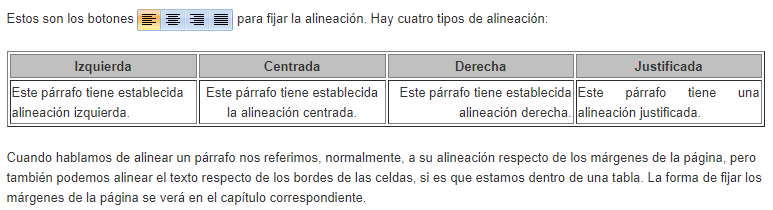 Estos son los botones para fijar la alineación. Hay cuatro tipos de alineación:
Izquierda Centrada Derecha Justificada
Este párrafo tiene establecida Este párrafo tiene establecida Este párrafo tiene establecida Este párrafo tiene una
alineación izquierda. la alineación centrada. alineación derecha. alineación justificada.
Cuando hablamos de alinear un párrafo nos referimos, normalmente, a su alineación respecto de los márgenes de la página, pero
también podemos alinear el texto respecto de los bordes de las celdas, si es que estamos dentro de una tabla. La forma de fijar los
márgenes de la página se verá en el capítulo correspondiente.